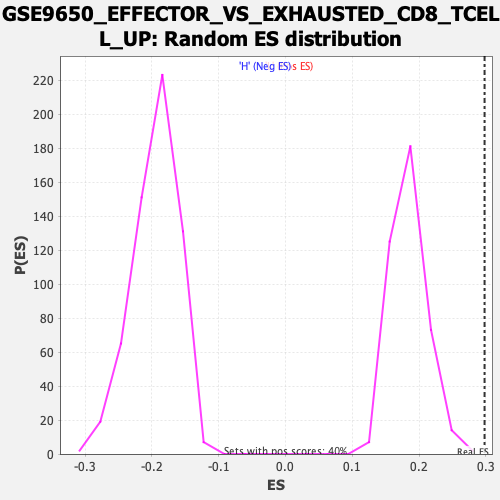 GSE9650_EFFECTOR_VS_EXHAUSTED_CD8_TCEL
L_UP: Random ES distribution
'H' (Neg ES)s ES)
220
200
180
160
140
120
100
80
60
40
20
0
P(ES)
Sets with pos scores: 40%
Real ES
-0.3 -0.2 -0.1 0.0 0.1 0.2 0.3
ES